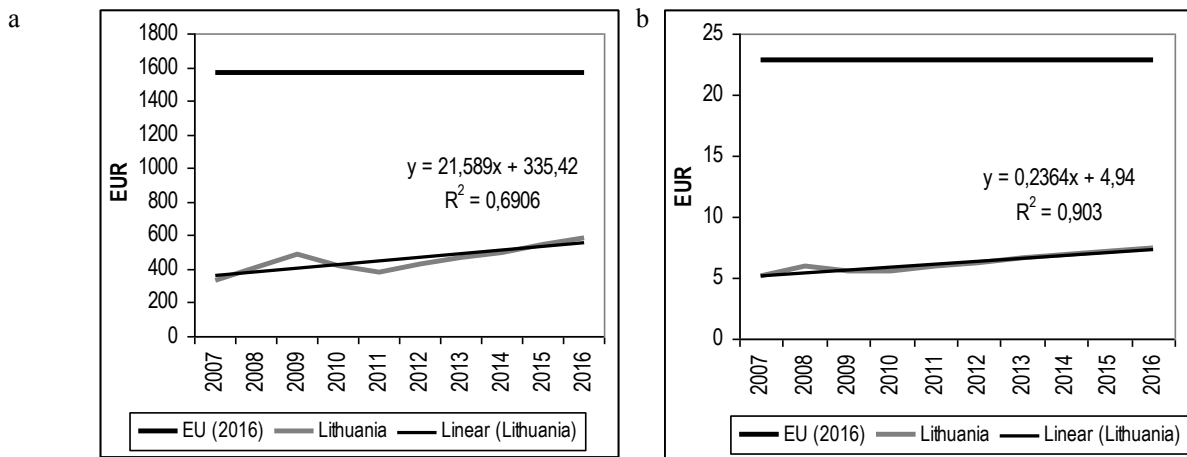 a
1800
1600
1400
1200
1000
800
600
400
200
0
EUR
y = 21,589x + 335,42
R² = 0,6906
2007 2008 2009 2010 2011 2012 2013 2014 2015 2016
EU (2016) Lithuania Linear (Lithuania)
b
25
20
15
10
5
0
EUR
y = 0,2364x + 4,94
R² = 0,903
2007 2008 2009 2010 2011 2012 2013 2014 2015 2016
EU (2016) Lithuania Linear (Lithuania)